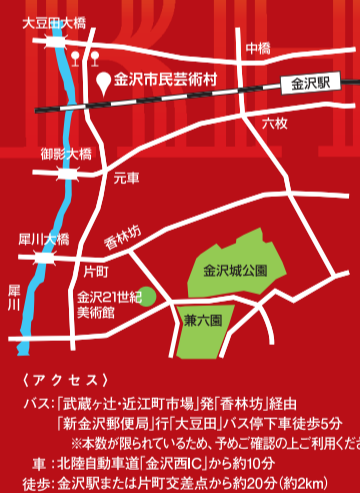 大豆田大橋
中橋
金沢市民芸術村
金沢駅
六枚
御影大橋
元車
香林坊
犀川大橋
片町
金沢城公園
金沢21世紀
美術館
犀川
兼六園
〈アクセス〉
バス：「武蔵ヶ辻・近江町市場」発「香林坊」経由
「新金沢郵便局」行「大豆田」バス停下車徒歩5分
※本数が限られているため、予めご確認の上ご利用くだ
車：北陸自動車道「金沢西IC」から約10分
徒歩：金沢駅または片町交差点から約20分（約2km）